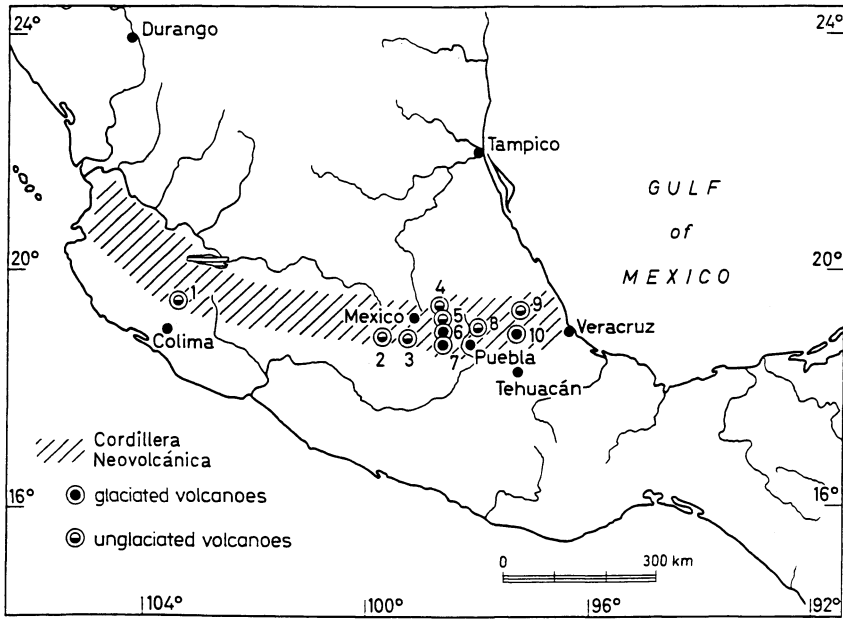 24°
24°
Durango
Tampico
GULF
of
MEXICO
20°
20°
1
4
9
Mexico
5
8
6
10
Veracruz
Colima
2
3
7
Puebla
Tehuacán
Cordillera
Neovolcánica
16°
16°
glaciated volcanoes
unglaciated volcanoes
0
300 km
104°
100°
96°
92°